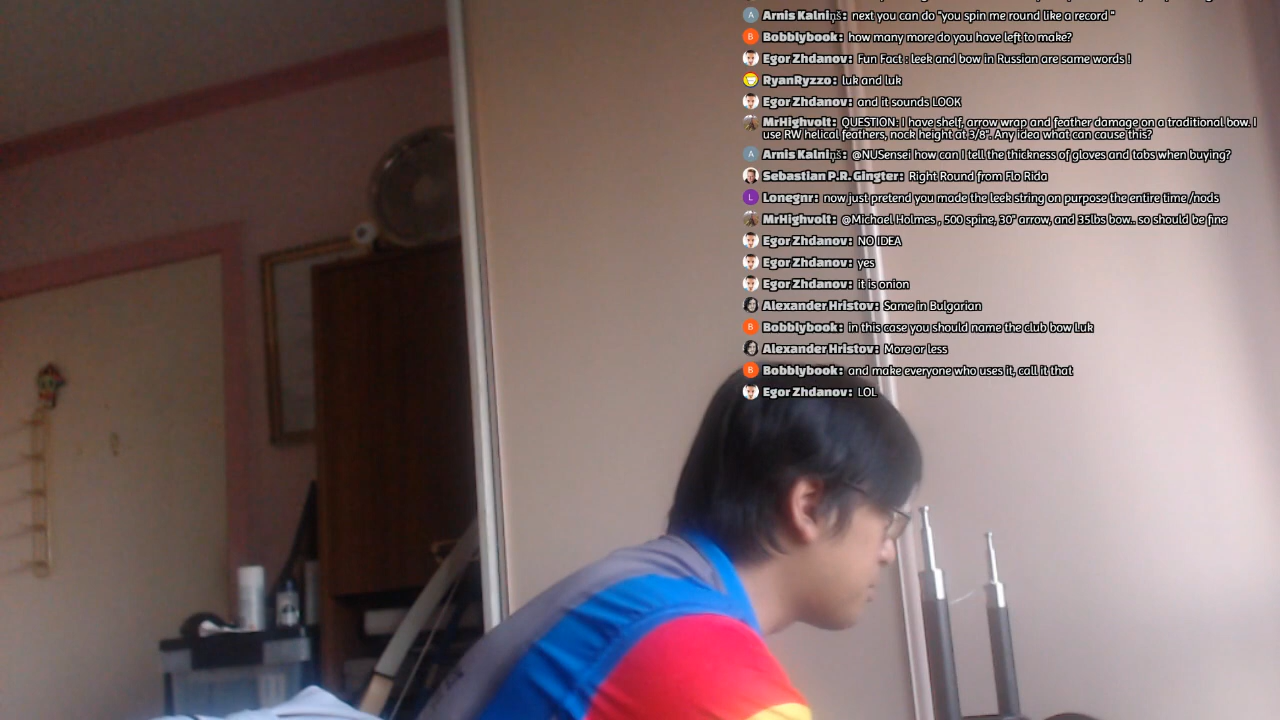 Arnis Kalniņš: next you can do "you spin me round like a record "
Bobblybook: how many more do you have left to make?
Egor Zhdanov: Fun Fact : leek and bow in Russian are same words !
RyanRyzzo: luk and luk
Egor Zhdanov: and it sounds LOOK
MrHighvolt: QUESTION: I have shelf, arrow wrap and feather damage on a traditional bow. I
use RW helical feathers, nock height at 3/8". Any idea what can cause this?
Arnis Kalniņš: @NUSensei how can I tell the thickness of gloves and tabs when buying?
Sebastian P.R. Gingter: Right Round from Flo Rida
Lonegnr: now just pretend you made the leek string on purpose the entire time /nods
MrHighvolt: @Michael Holmes , 500 spine, 30" arrow, and 35lbs bow.. so should be fine
Egor Zhdanov: NO IDEA
Egor Zhdanov: yes
Egor Zhdanov: it is onion
Alexander Hristov: Same in Bulgarian
Bobblybook: in this case you should name the club bow Luk
Alexander Hristov: More or less
Bobblybook: and make everyone who uses it, call it that
Egor Zhdanov: LOL